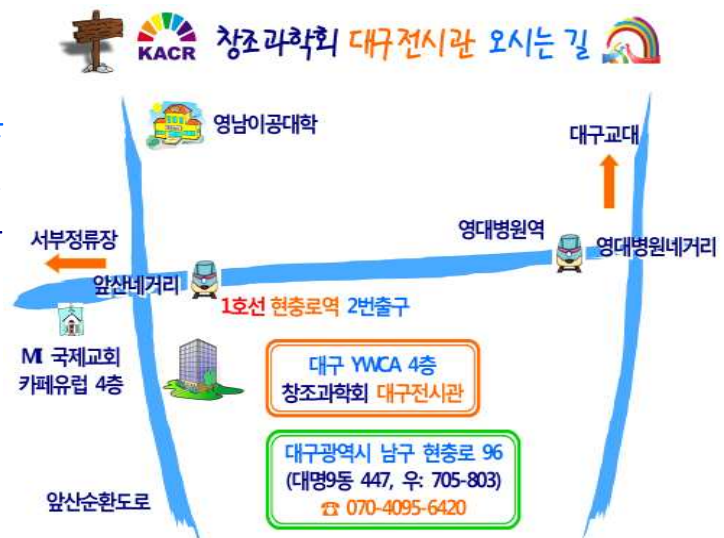 KACR
창조과학회 대구전시관 오시는 길
영남이공대학
대구교대
서부정류장
영대병원역
영대병원네거리
앞산네거리
1호선 현충로역 2번출구
MI 국제교회
카페유럽 4층
대구 YWCA 4층
창조과학회 대구전시관
대구광역시 남구 현충로 96
(대명9동 447, 우: 705-803)
☎ 070-4095-6420
앞산순환도로